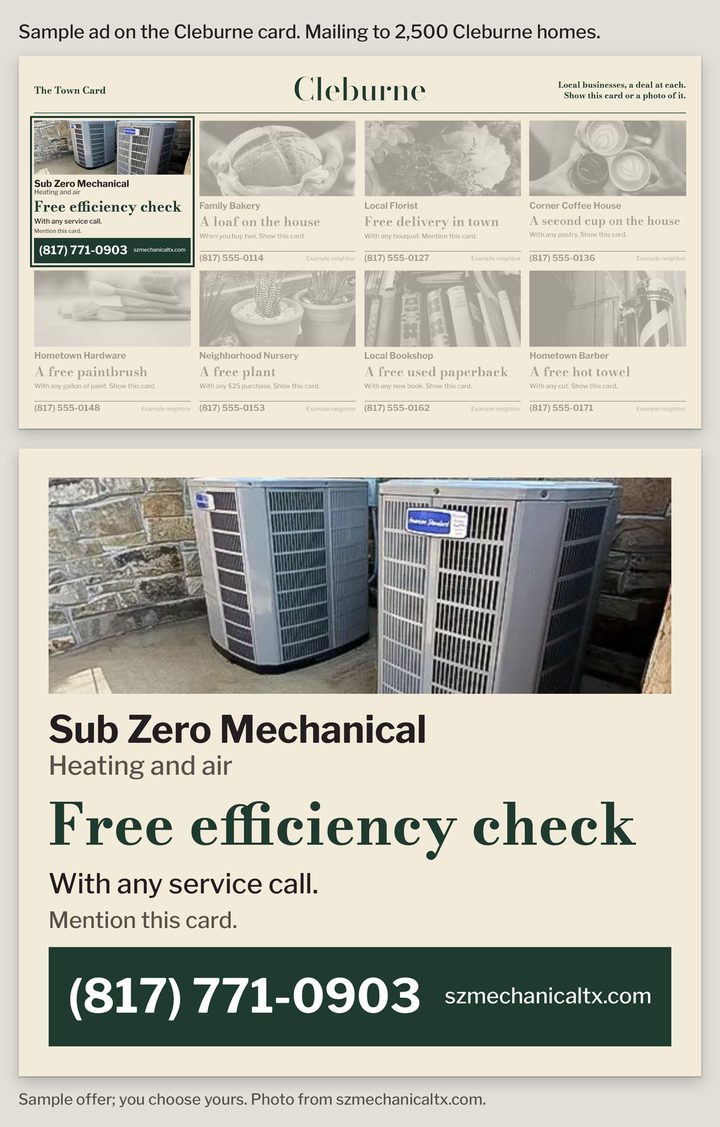 Sample ad on the Cleburne card. Mailing to 2,500 Cleburne homes.
The Town Card
Cleburne
Local businesses, a deal at each.
Show this card or a photo of it.
Sub Zero Mechanical
Heating and air
Free efficiency check
With any service call.
Mention this card.
(817) 771-0903 szmechanicaltx.com
Family Bakery
A loaf on the house
When you buy two. Show this card.
(817) 555-0114 Example neighbor
Local Florist
Free delivery in town
With any bouquet. Mention this card.
(817) 555-0127 Example neighbor
Corner Coffee House
A second cup on the house
With any pastry. Show this card.
(817) 555-0136 Example neighbor
Hometown Hardware
A free paintbrush
With any gallon of paint. Show this card.
(817) 555-0148 Example neighbor
Neighborhood Nursery
A free plant
With any $25 purchase. Show this card.
(817) 555-0153 Example neighbor
Local Bookshop
A free used paperback
With any new book. Show this card.
(817) 555-0162 Example neighbor
Hometown Barber
A free hot towel
With any cut. Show this card.
(817) 555-0171 Example neighbor
American Standard
Sub Zero Mechanical
Heating and air
Free efficiency check
With any service call.
Mention this card.
(817) 771-0903 szmechanicaltx.com
Sample offer; you choose yours. Photo from szmechanicaltx.com.